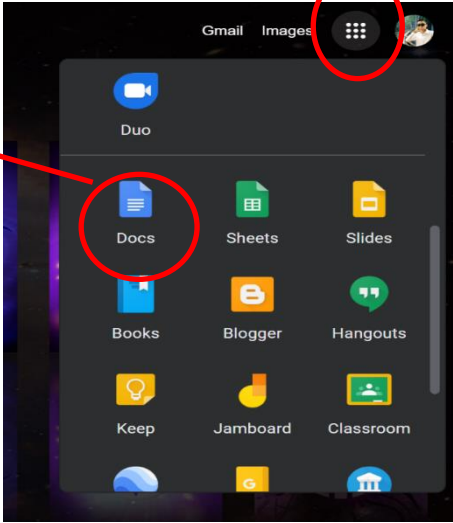 Gmail Images
Duo
Docs Sheets Slides
Books Blogger Hangouts
Keep Jamboard Classroom
G